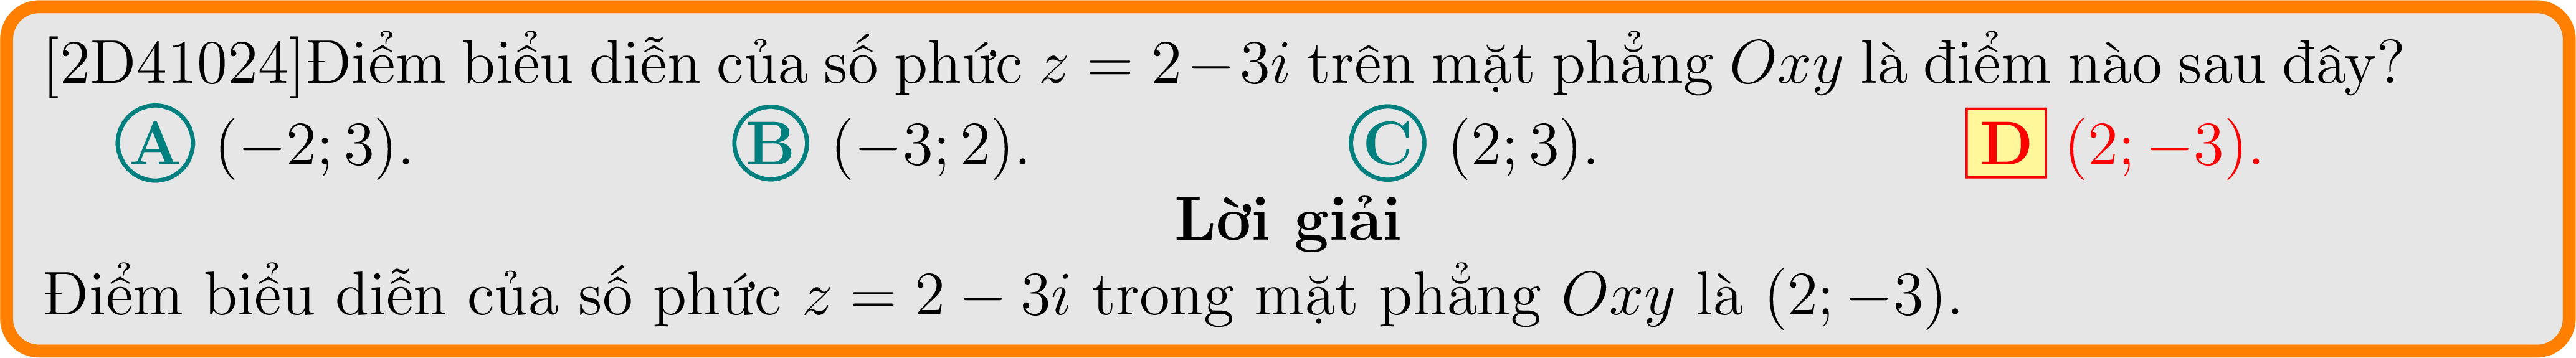 [2D41024]Điểm biểu diễn của số phức z = 2−3i trên mặt phẳng Oxy là điểm nào sau đây?
A (−2; 3). B (−3; 2). C (2; 3). D (2; −3).
Lời giải
Điểm biểu diễn của số phức z = 2 − 3i trong mặt phẳng Oxy là (2; −3).